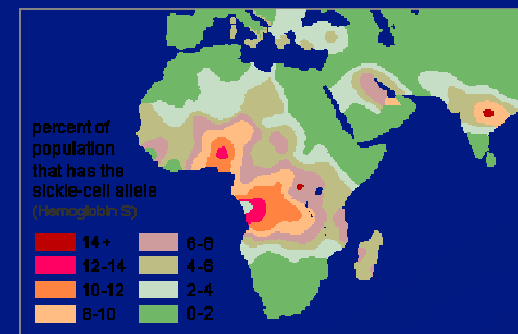 percent of
population
that has the
sickle-cell allele
(Hemoglobin S)
14+ 6-8
12-14 4-6
10-12 2-4
8-10 0-2